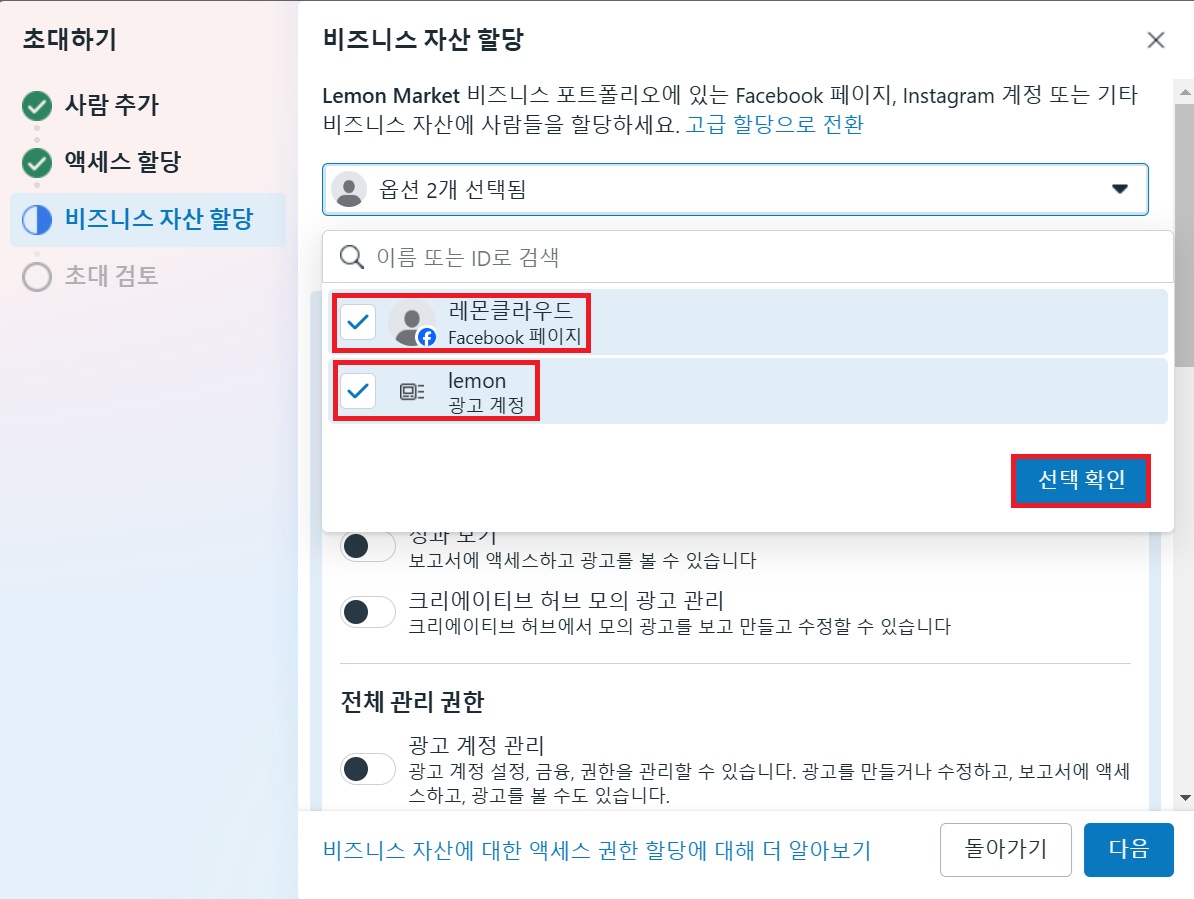 초대하기
사람 추가
액세스 할당
비즈니스 자산 할당
초대 검토
비즈니스 자산 할당
Lemon Market 비즈니스 포트폴리오에 있는 Facebook 페이지, Instagram 계정 또는 기타
비즈니스 자산에 사람들을 할당하세요. 고급 할당으로 전환
옵션 2개 선택됨
이름 또는 ID로 검색
레몬클라우드
Facebook 페이지
lemon
광고 계정
선택 확인
성과 보기
보고서에 액세스하고 광고를 볼 수 있습니다
크리에이티브 허브 모의 광고 관리
크리에이티브 허브에서 모의 광고를 보고 만들고 수정할 수 있습니다
전체 관리 권한
광고 계정 관리
광고 계정 설정, 금융, 권한을 관리할 수 있습니다. 광고를 만들거나 수정하고, 보고서에 액세
스하고, 광고를 볼 수도 있습니다.
비즈니스 자산에 대한 액세스 권한 할당에 대해 더 알아보기
돌아가기
다음